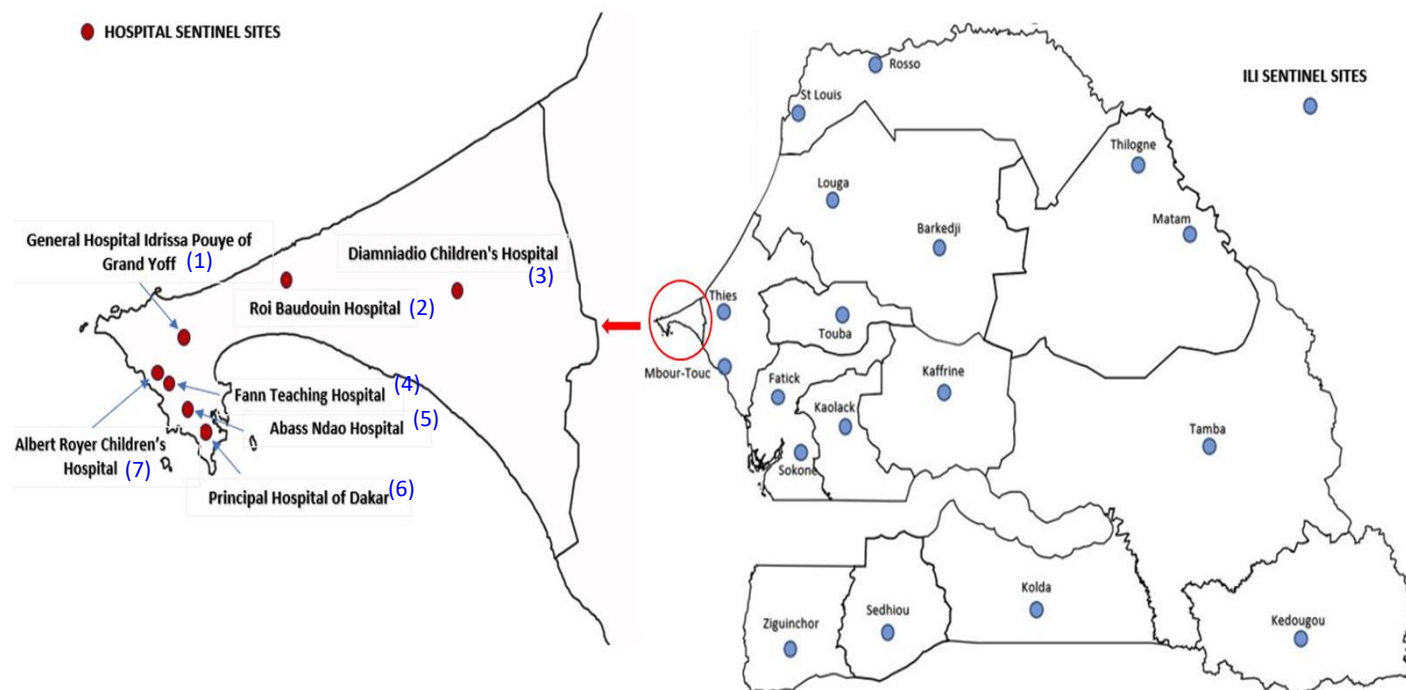 HOSPITAL SENTINEL SITES
General Hospital Idrissa Pouye of
Grand Yoff (1)
Diamniadio Children's Hospital
(3)
Roi Baudouin Hospital (2)
Fann Teaching Hospital (4)
Abass Ndao Hospital (5)
Albert Royer Children's
Hospital (7)
Principal Hospital of Dakar (6)
ILI SENTINEL SITES
Rosso
St Louis
Thilogne
Louga
Matam
Barkedji
Thies
Touba
Mbour-Touc
Fatick
Kaffrine
Kaolack
Tamba
Sokone
Kolda
Sedhiou
Ziguinchor
Kedougou